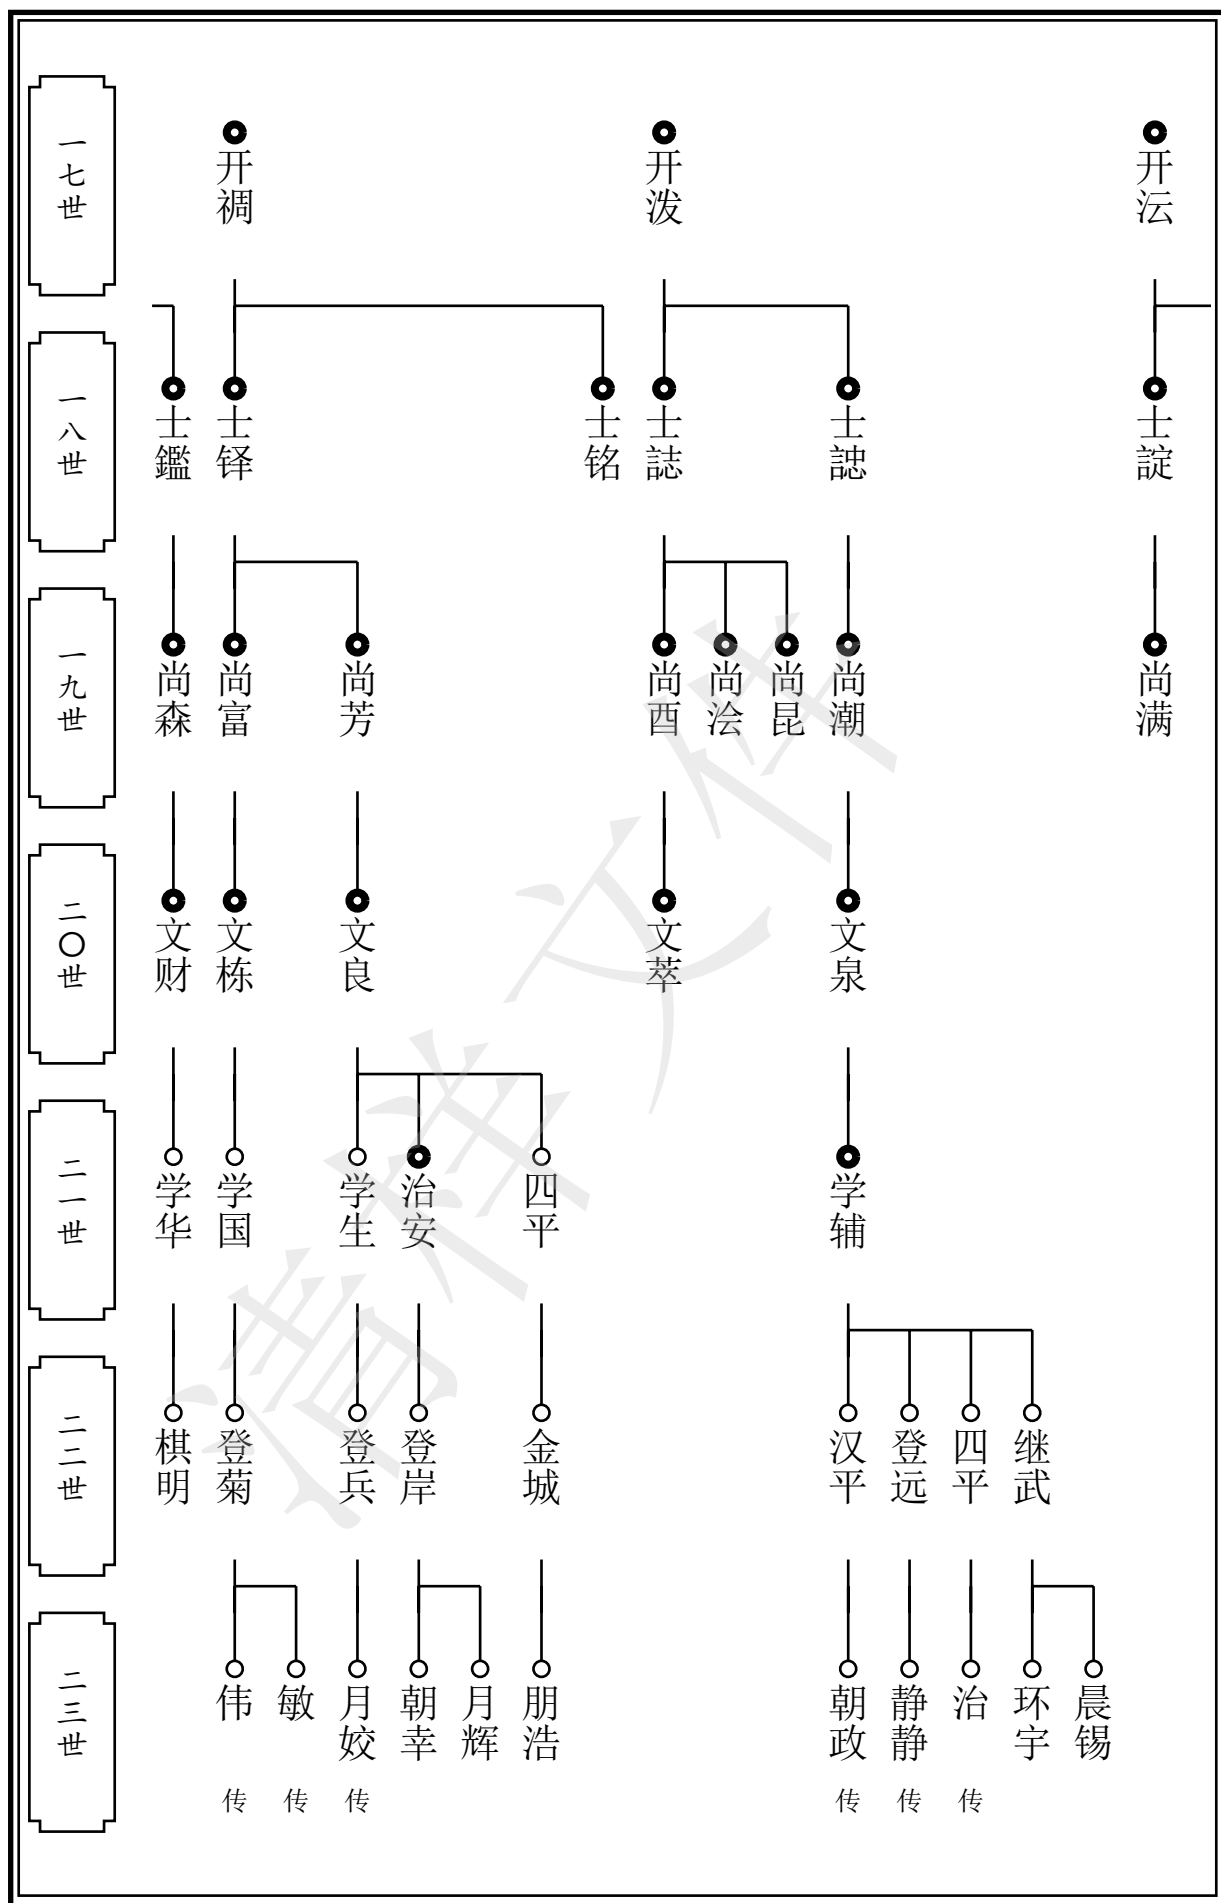 一七世
开禂
开泼
开沄
一八世
士鑑
士铎
士铭
士誌
士誋
士諚
一九世
尚森
尚富
尚芳
尚酉
尚浍
尚昆
尚潮
尚满
二〇世
文财
文栋
文良
文萃
文泉
二一世
学华
学国
学生
治安
四平
学辅
二二世
棋明
登菊
登兵
登岸
金城
汉平
登远
四平
继武
二三世
伟
敏
月姣
朝幸
月辉
朋浩
朝政
静静
治
环宇
晨锡
传
传
传
传
传
传
清样文件